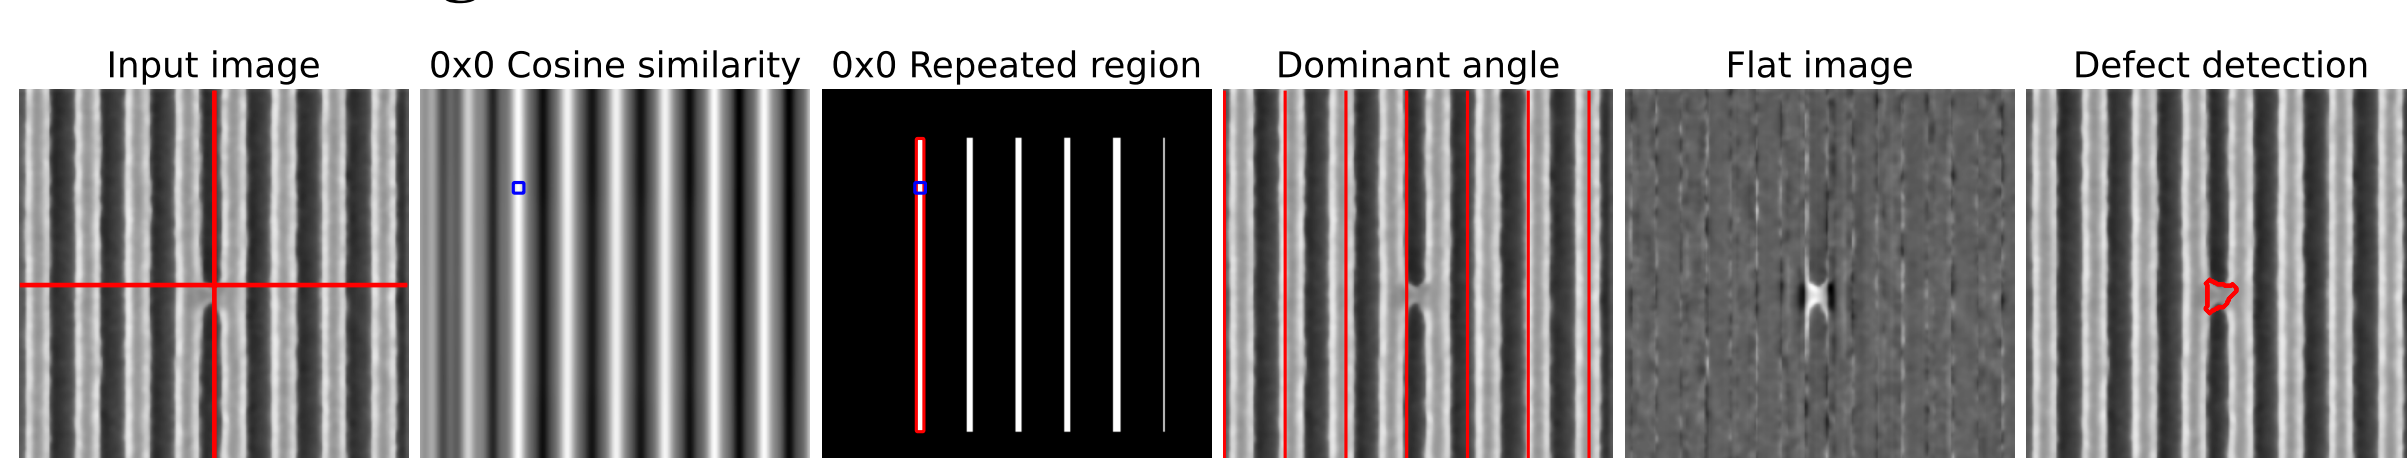 Input image
0x0 Cosine similarity
0x0 Repeated region
Dominant angle
Flat image
Defect detection